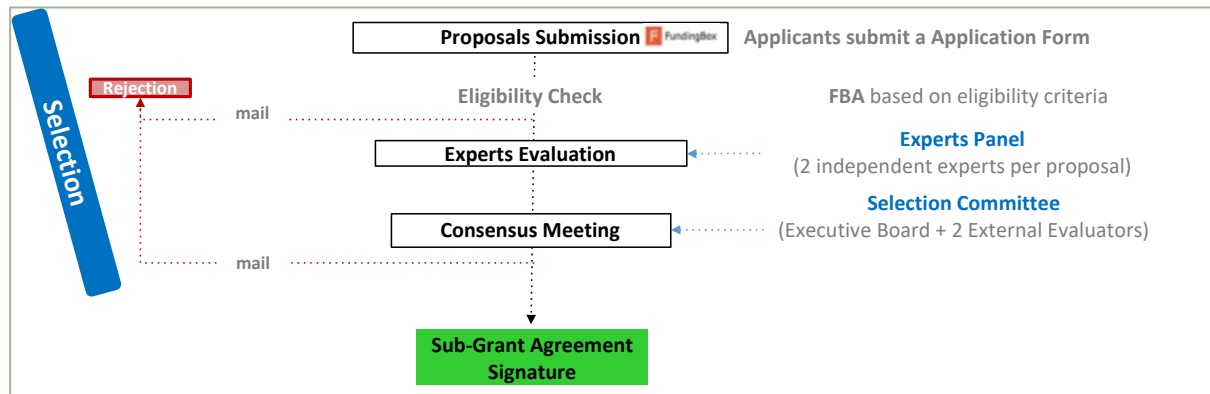 Proposals Submission FundingBox
Applicants submit a Application Form
Selection
Rejection
Eligibility Check
FBA based on eligibility criteria
mail
Experts Evaluation
Experts Panel
(2 independent experts per proposal)
Consensus Meeting
Selection Committee
(Executive Board + 2 External Evaluators)
mail
Sub-Grant Agreement
Signature